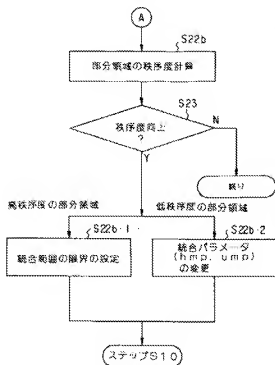 A
S22b
部分領域の秩序度計算
S23
秩序度向上
?
N
Y
戻り
高秩序度の部分領域
低秩序度の部分領域
S22b-1
S22b-2
統合範囲の限界の設定
統合パラメータ
(hmp, ump)
の変更
ステップS10